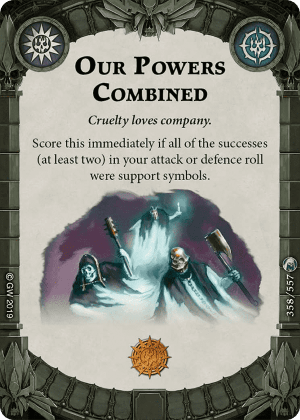 Our Powers
Combined
Cruelty loves company.
Score this immediately if all of the successes
(at least two) in your attack or defence roll
were support symbols.
© GW 2019
358/557